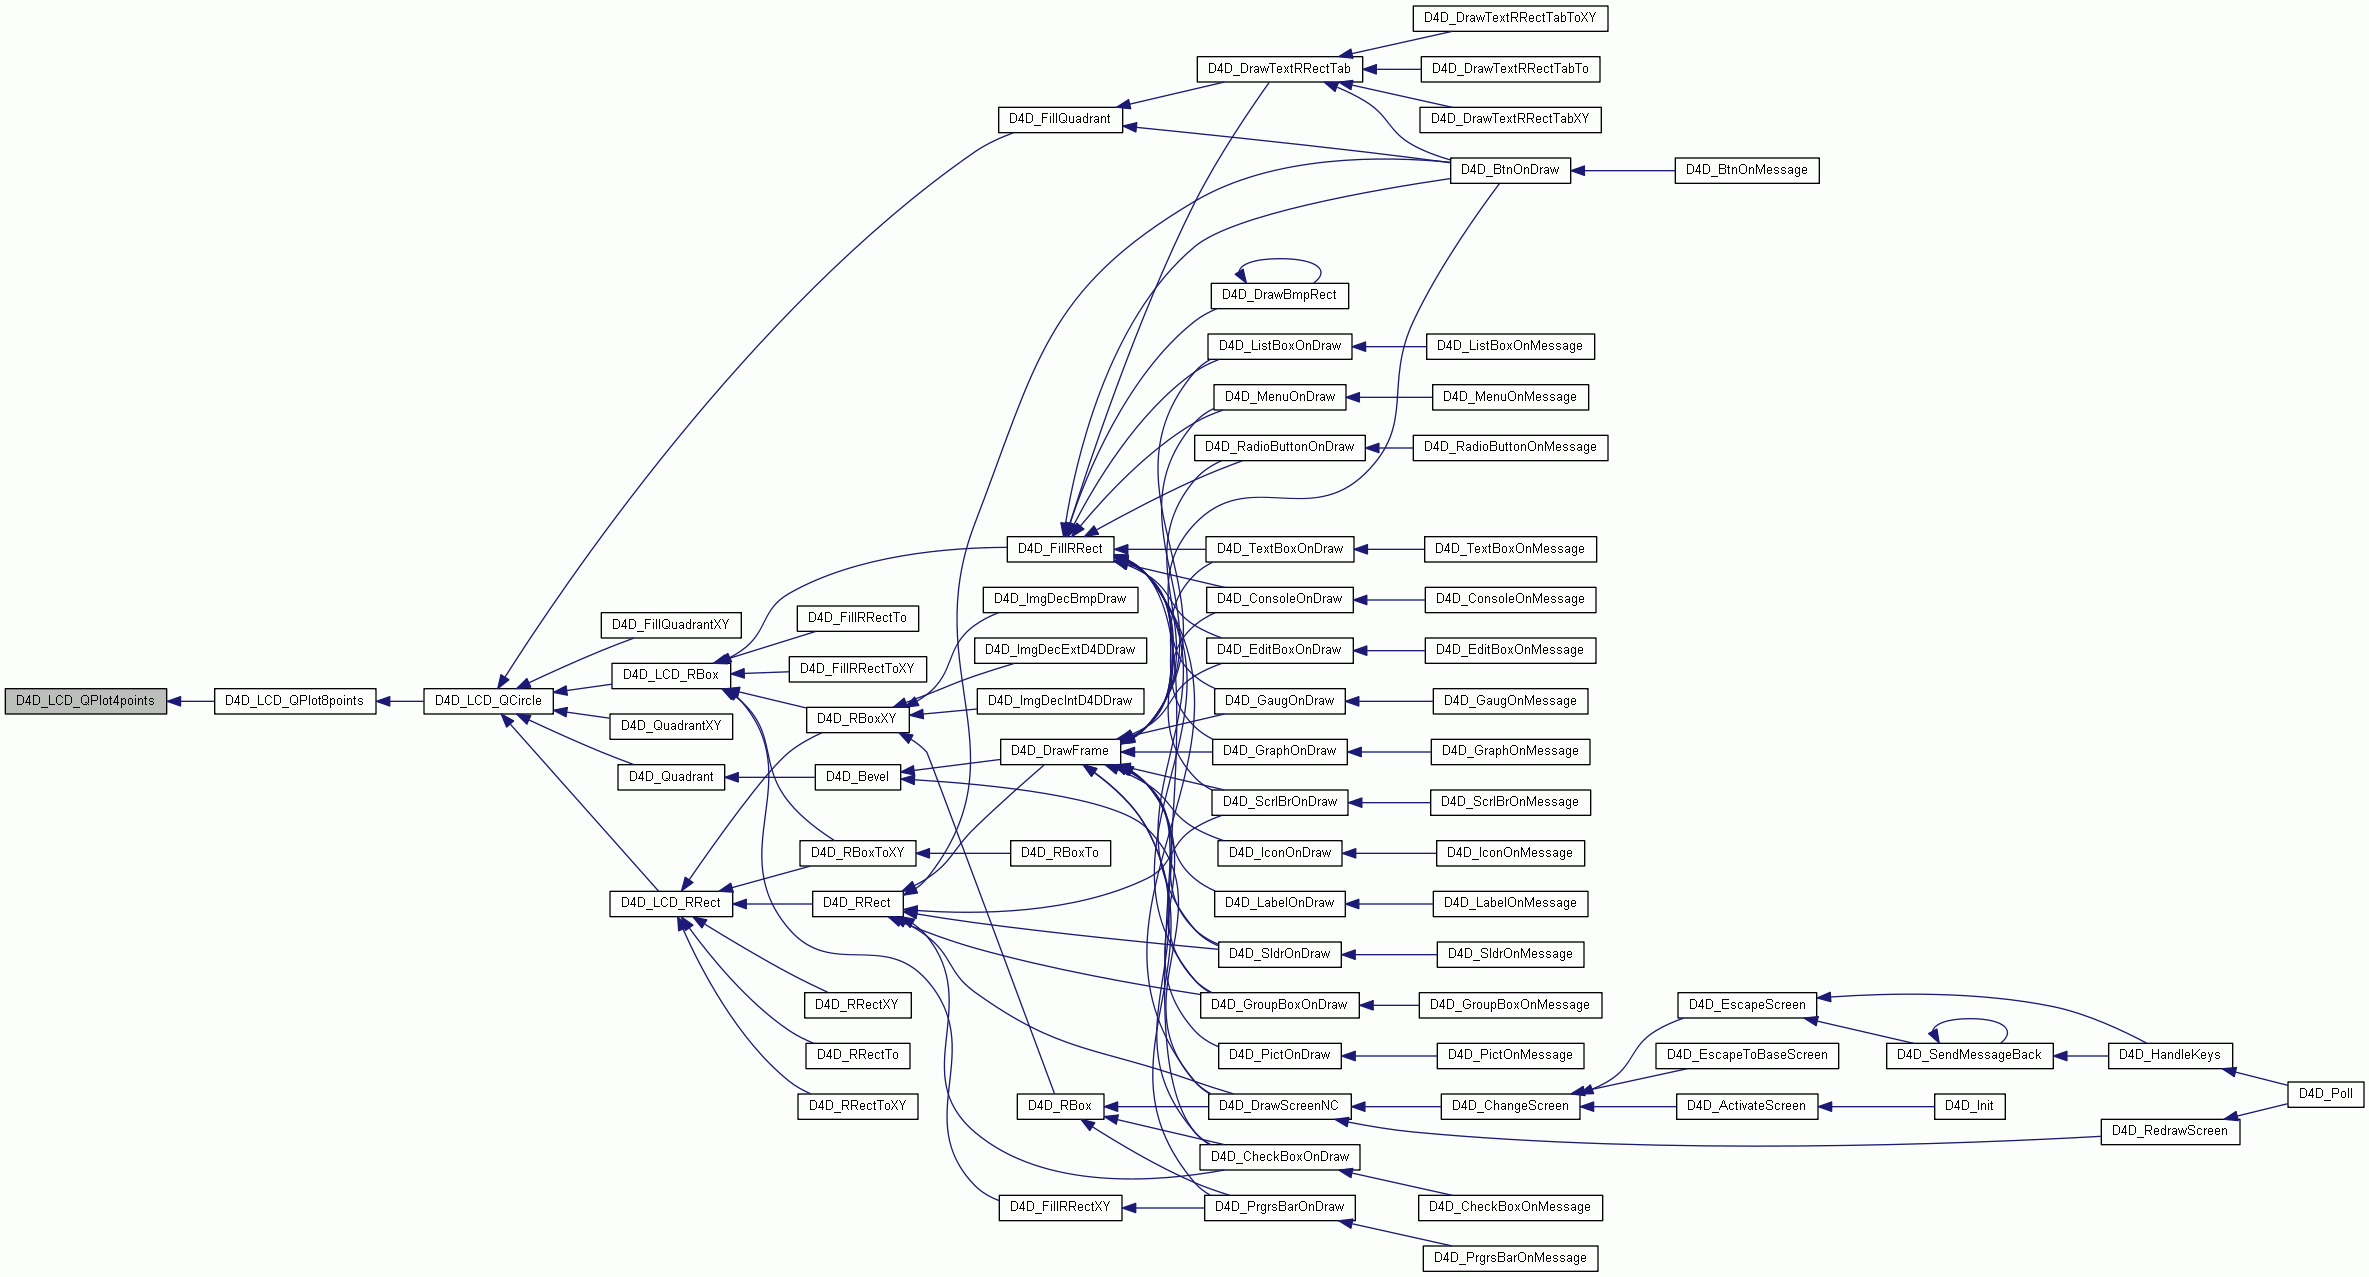 D4D_LCD_QPlot4points
D4D_LCD_QPlot8points
D4D_LCD_QCircle
D4D_FillQuadrantXY
D4D_LCD_RBox
D4D_QuadrantXY
D4D_Quadrant
D4D_LCD_RRect
D4D_FillRRectTo
D4D_FillRRectToXY
D4D_RBoxXY
D4D_Bevel
D4D_RBoxToXY
D4D_RRect
D4D_RRectXY
D4D_RRectTo
D4D_RRectToXY
D4D_FillQuadrant
D4D_FillRRect
D4D_ImgDecBmpDraw
D4D_ImgDecExtD4DDraw
D4D_ImgDecIntD4DDraw
D4D_DrawFrame
D4D_RBoxTo
D4D_RBox
D4D_FillRRectXY
D4D_DrawTextRRectTab
D4D_DrawBmpRect
D4D_ListBoxOnDraw
D4D_MenuOnDraw
D4D_RadioButtonOnDraw
D4D_TextBoxOnDraw
D4D_ConsoleOnDraw
D4D_EditBoxOnDraw
D4D_GaugOnDraw
D4D_GraphOnDraw
D4D_ScrlBrOnDraw
D4D_IconOnDraw
D4D_LabelOnDraw
D4D_SldrOnDraw
D4D_GroupBoxOnDraw
D4D_PictOnDraw
D4D_DrawScreenNC
D4D_CheckBoxOnDraw
D4D_PrgrsBarOnDraw
D4D_DrawTextRRectTabToXY
D4D_DrawTextRRectTabTo
D4D_DrawTextRRectTabXY
D4D_BtnOnDraw
D4D_ListBoxOnMessage
D4D_MenuOnMessage
D4D_RadioButtonOnMessage
D4D_TextBoxOnMessage
D4D_ConsoleOnMessage
D4D_EditBoxOnMessage
D4D_GaugOnMessage
D4D_GraphOnMessage
D4D_ScrlBrOnMessage
D4D_IconOnMessage
D4D_LabelOnMessage
D4D_SldrOnMessage
D4D_GroupBoxOnMessage
D4D_PictOnMessage
D4D_ChangeScreen
D4D_CheckBoxOnMessage
D4D_PrgrsBarOnMessage
D4D_BtnOnMessage
D4D_EscapeScreen
D4D_EscapeToBaseScreen
D4D_ActivateScreen
D4D_SendMessageBack
D4D_Init
D4D_HandleKeys
D4D_RedrawScreen
D4D_Poll